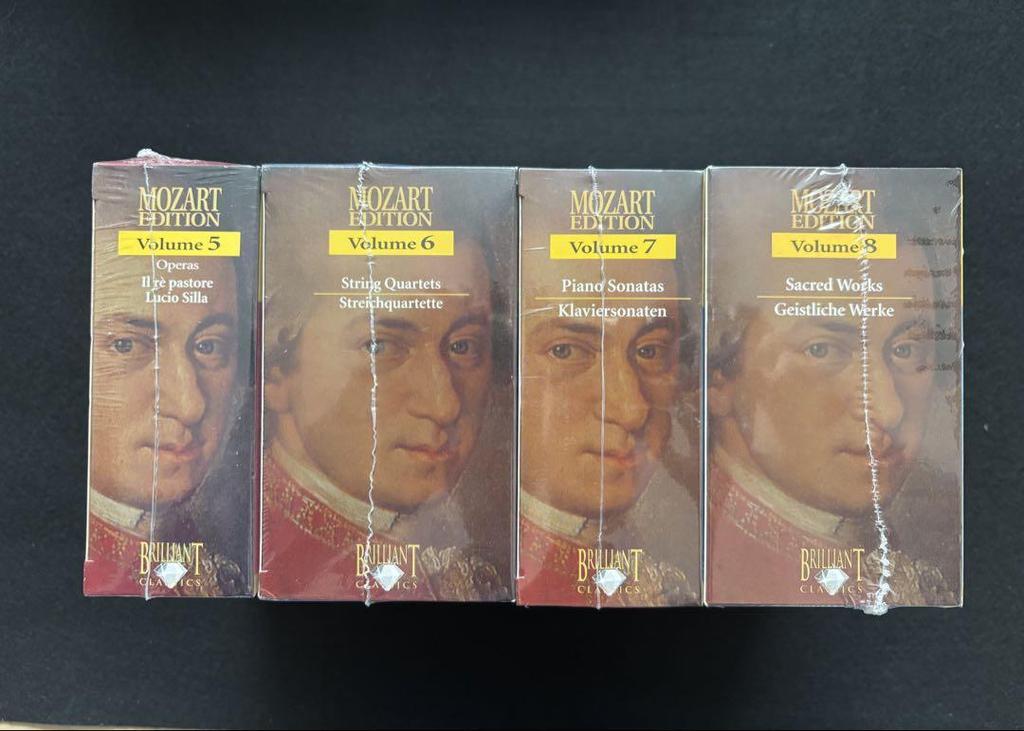 MOZART
EDITION
Volume 5
Operas
Il rè pastore
Lucio Silla
BRILLIANT
CLASSICS
MOZART
EDITION
Volume 6
String Quartets
Streichquartette
BRILLIANT
CLASSICS
MOZART
EDITION
Volume 7
Piano Sonatas
Klaviersonaten
BRILLIANT
CLASSICS
MOZART
EDITION
Volume 8
Sacred Works
Geistliche Werke
BRILLIANT
CLASSICS